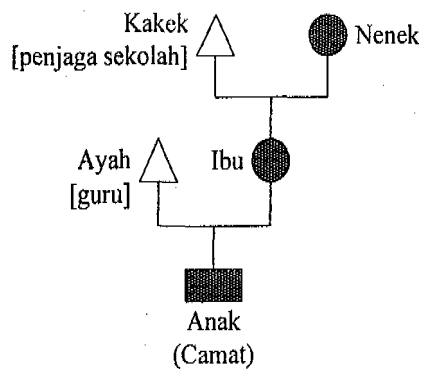 Kakek
[penjaga sekolah]
Nenek
Ayah
[guru]
Ibu
Anak
(Camat)